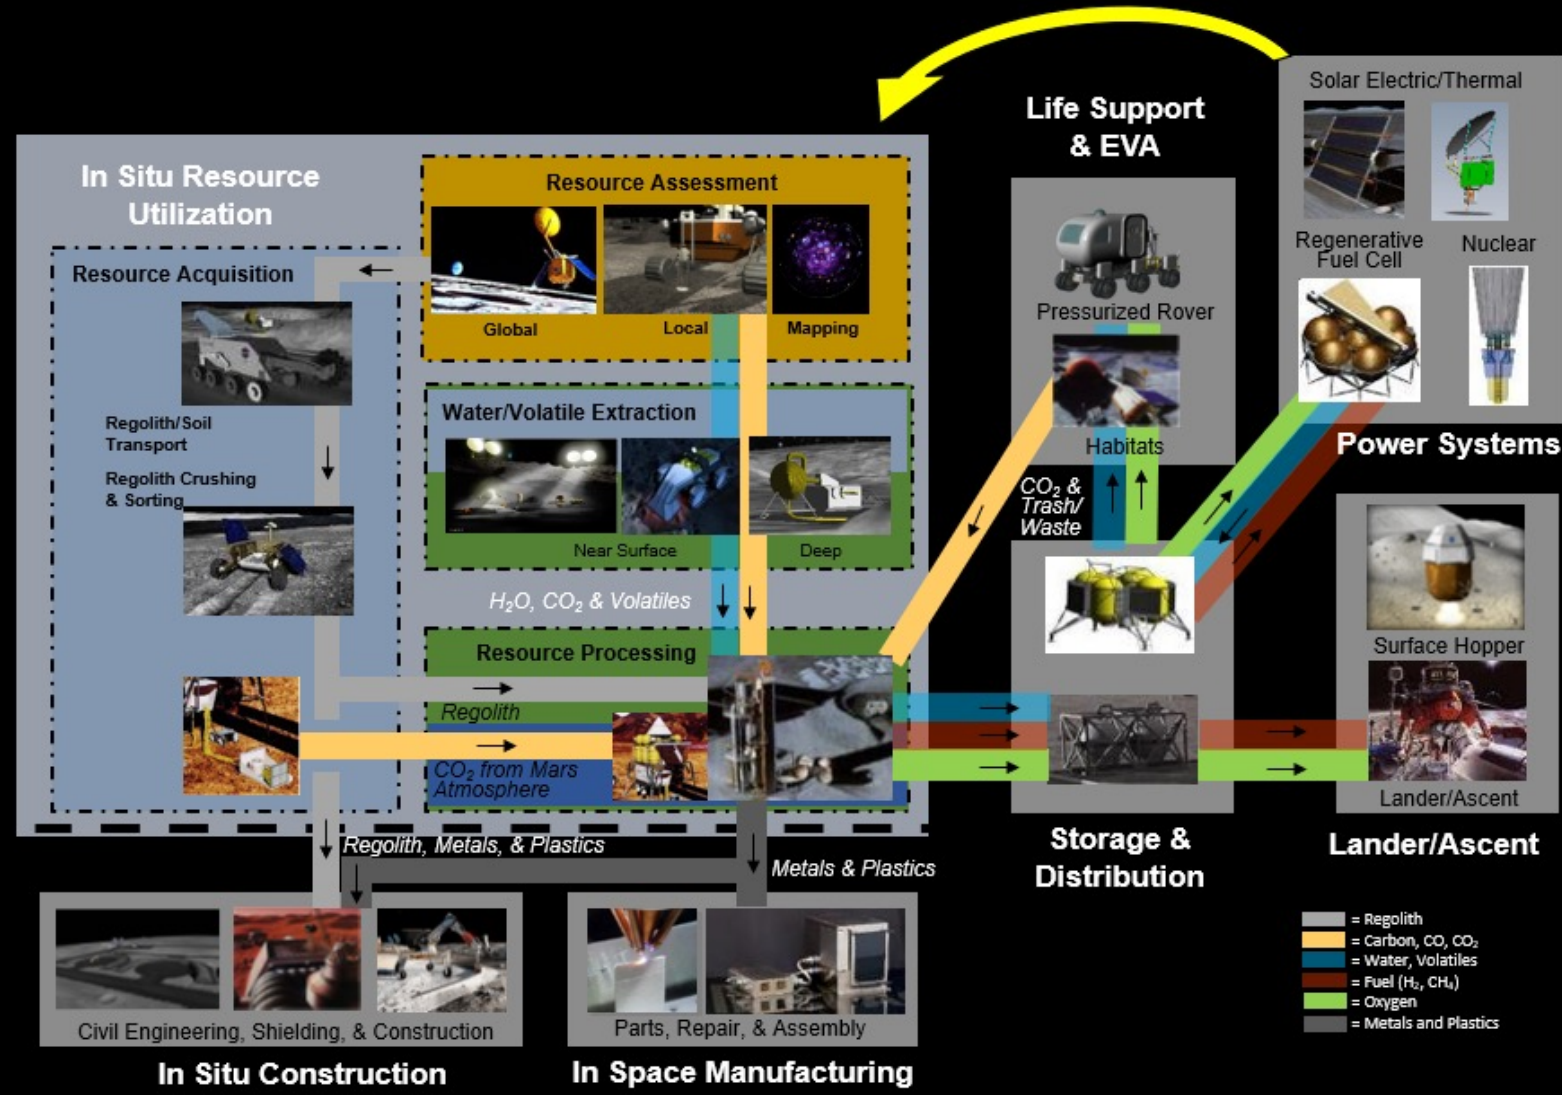 In Situ Resource
Utilization
Resource Acquisition
Regolith/Soil
Transport
Regolith Crushing
& Sorting
Resource Assessment
Global
Local
Mapping
Water/Volatile Extraction
Near Surface
Deep
H₂O, CO₂ & Volatiles
Resource Processing
Regolith
CO₂ from Mars
Atmosphere
Regolith, Metals, & Plastics
Metals & Plastics
Civil Engineering, Shielding, & Construction
In Situ Construction
Parts, Repair, & Assembly
In Space Manufacturing
Life Support
& EVA
Pressurized Rover
Habitats
CO₂ &
Trash/
Waste
Storage &
Distribution
Solar Electric/Thermal
Regenerative
Fuel Cell
Nuclear
Power Systems
Surface Hopper
Lander/Ascent
Lander/Ascent
= Regolith
= Carbon, CO, CO₂
= Water, Volatiles
= Fuel (H₂, CH₄)
= Oxygen
= Metals and Plastics